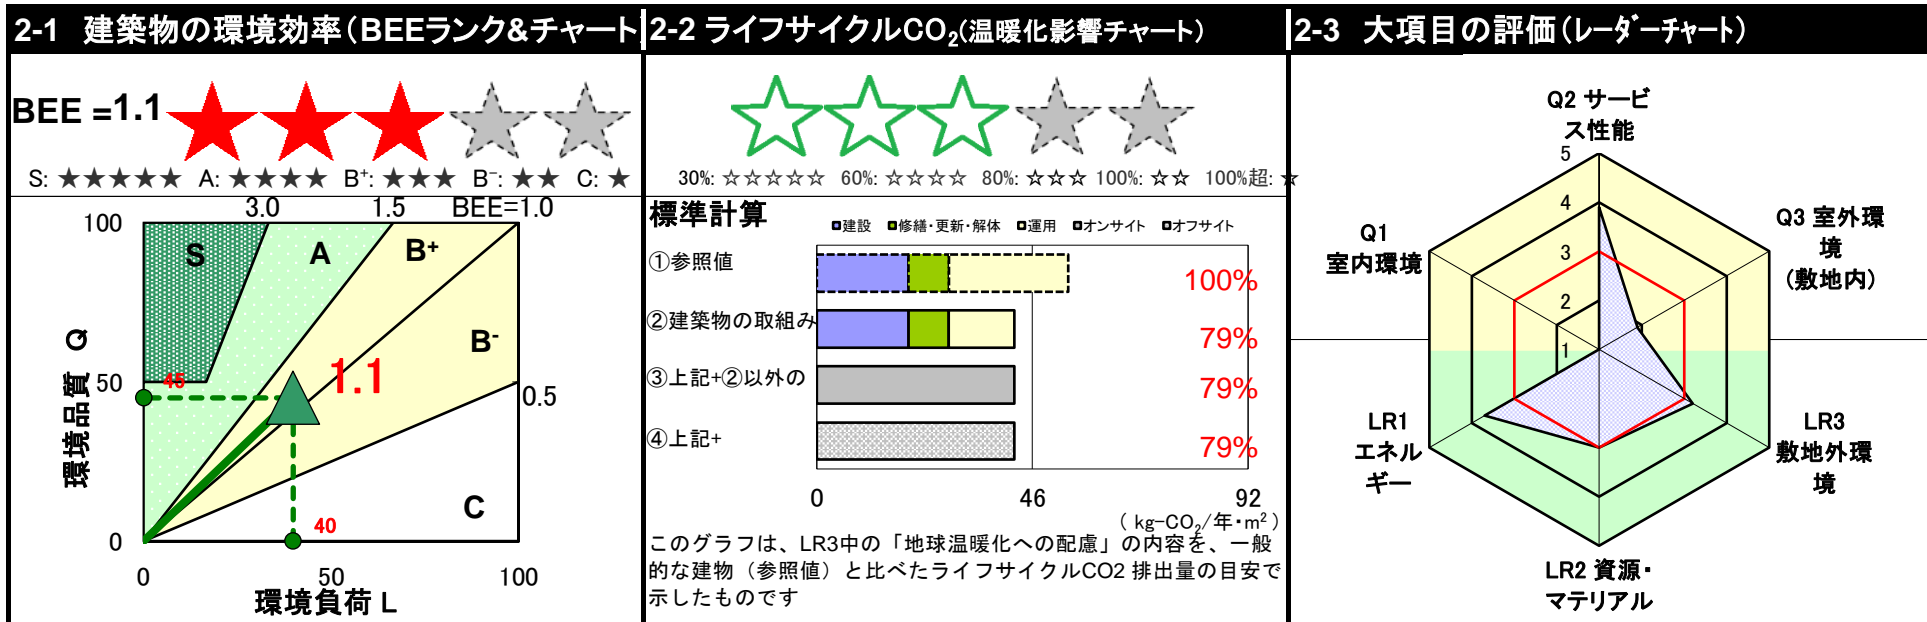 2-1 建築物の環境効率(BEEランク&チャート
BEE =1.1
S: ★★★★★ A: ★★★★ B⁺: ★★★ B⁻: ★★ C: ★
3.0 1.5 BEE=1.0
100
S A B⁺
B⁻
50
45
1.1
0.5
C
40
0
0 50 100
環境品質 Q
環境負荷 L
2-2 ライフサイクルCO₂(温暖化影響チャート)
30%: ☆☆☆☆☆ 60%: ☆☆☆☆ 80%: ☆☆☆ 100%: ☆☆ 100%超: ☆
標準計算
建設 修繕・更新・解体 運用 オンサイト オフサイト
①参照値 100%
②建築物の取組み 79%
③上記+②以外の 79%
④上記+ 79%
0 46 92
( kg-CO₂/年・m² )
このグラフは、LR3中の「地球温暖化への配慮」の内容を、一般
的な建物(参照値)と比べたライフサイクルCO2 排出量の目安で
示したものです
2-3 大項目の評価(レーダーチャート)
Q2 サービ
ス性能
5
4
3
2
1
Q1
室内環境
Q3 室外環
境
(敷地内)
LR1
エネル
ギー
LR3
敷地外環
境
LR2 資源・
マテリアル